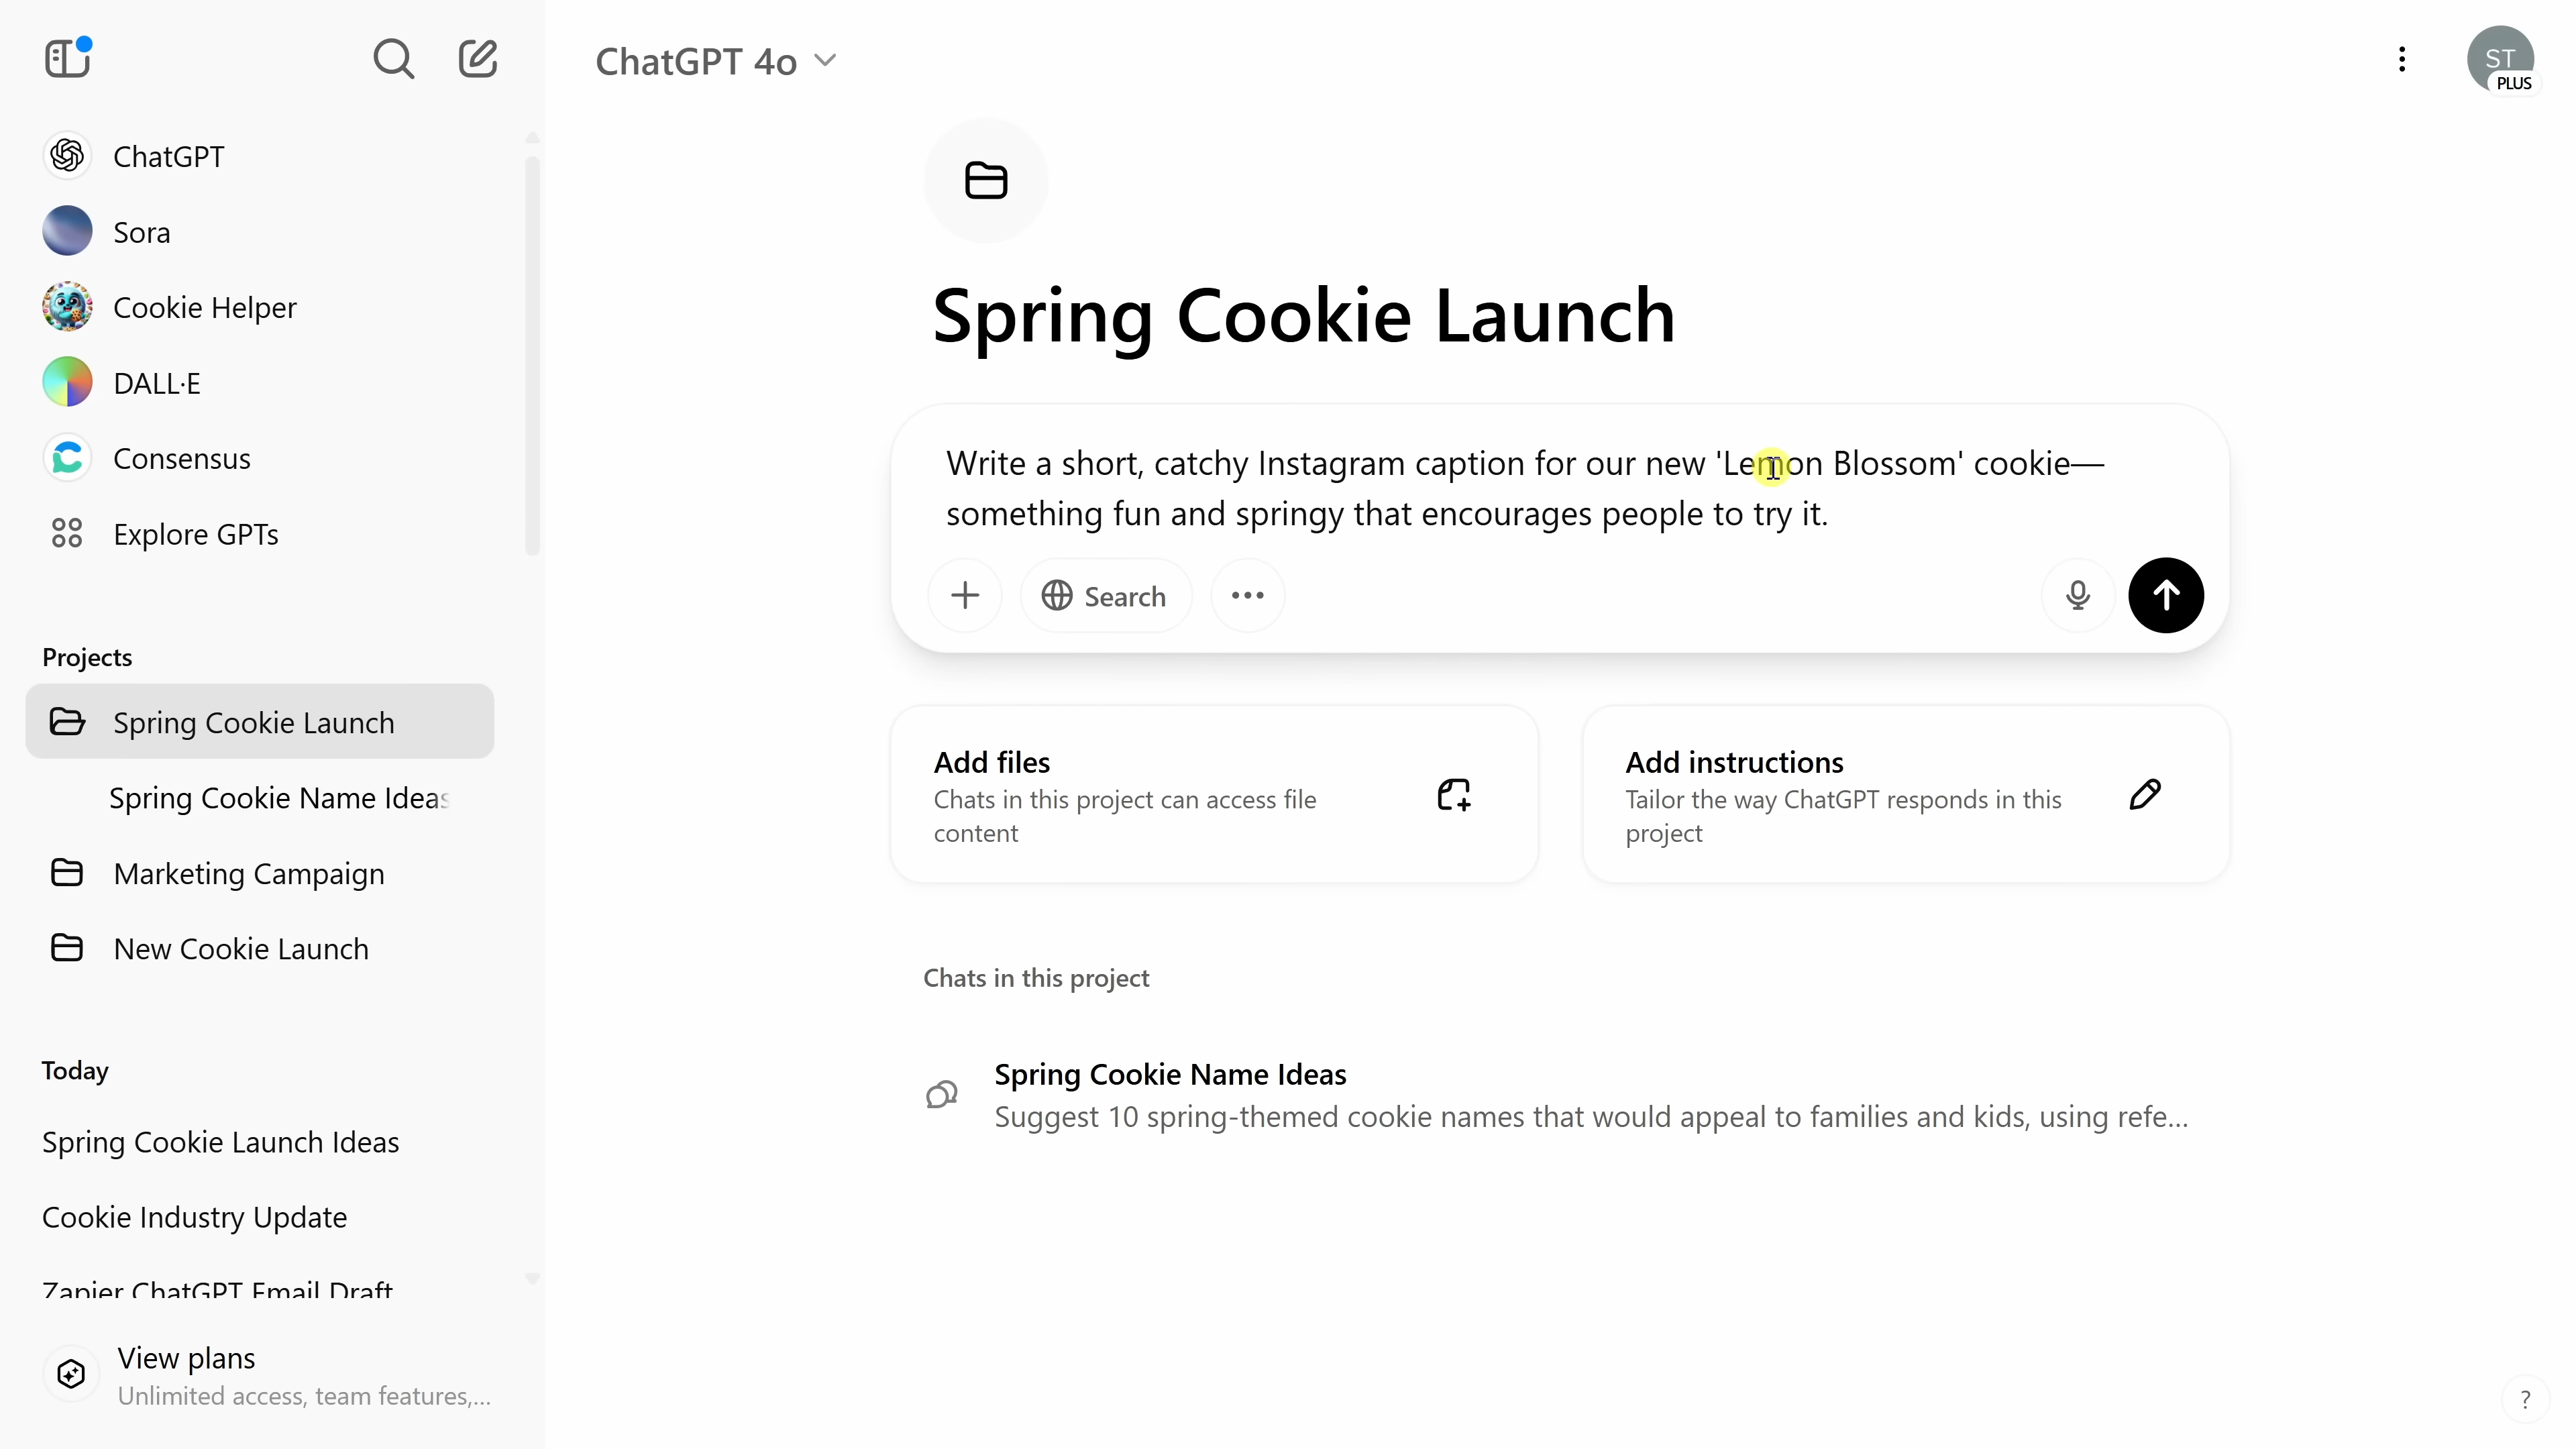 ChatGPT
Sora
Cookie Helper
DALL·E
Consensus
Explore GPTs
Projects
Spring Cookie Launch
Spring Cookie Name Ideas
Marketing Campaign
New Cookie Launch
Today
Spring Cookie Launch Ideas
Cookie Industry Update
Zapier ChatGPT Email Draft
View plans
Unlimited access, team features,...
ChatGPT 4o
ST
PLUS
Spring Cookie Launch
Write a short, catchy Instagram caption for our new 'Lemon Blossom' cookie—
something fun and springy that encourages people to try it.
Search
Add files
Chats in this project can access file
content
Add instructions
Tailor the way ChatGPT responds in this
project
Chats in this project
Spring Cookie Name Ideas
Suggest 10 spring-themed cookie names that would appeal to families and kids, using refe...
?